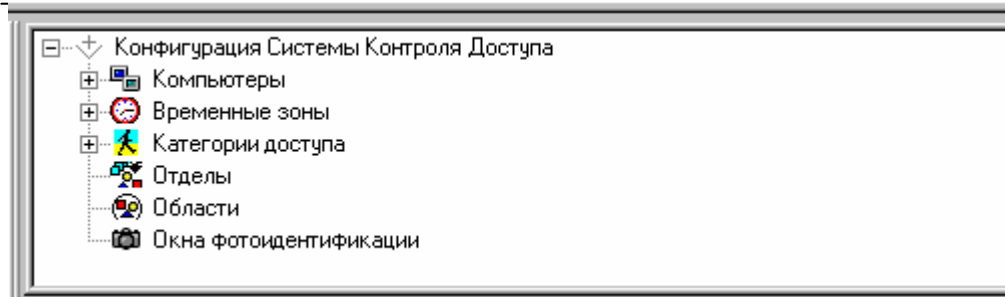 Конфигурация Системы Контроля Доступа
Компьютеры
Временные зоны
Категории доступа
Отделы
Области
Окна фотоидентификации